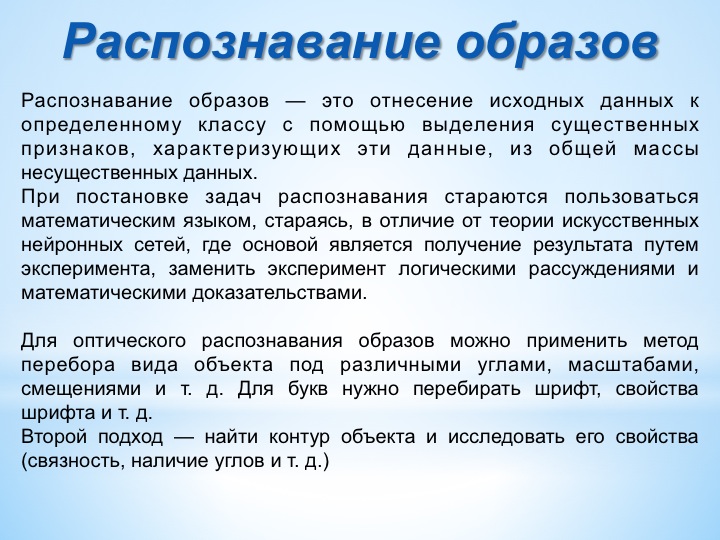 Распознавание образов
Распознавание образов — это отнесение исходных данных к
определенному классу с помощью выделения существенных
признаков, характеризующих эти данные, из общей массы
несущественных данных.
При постановке задач распознавания стараются пользоваться
математическим языком, стараясь, в отличие от теории искусственных
нейронных сетей, где основой является получение результата путем
эксперимента, заменить эксперимент логическими рассуждениями и
математическими доказательствами.
Для оптического распознавания образов можно применить метод
перебора вида объекта под различными углами, масштабами,
смещениями и т. д. Для букв нужно перебирать шрифт, свойства
шрифта и т. д.
Второй подход — найти контур объекта и исследовать его свойства
(связность, наличие углов и т. д.)